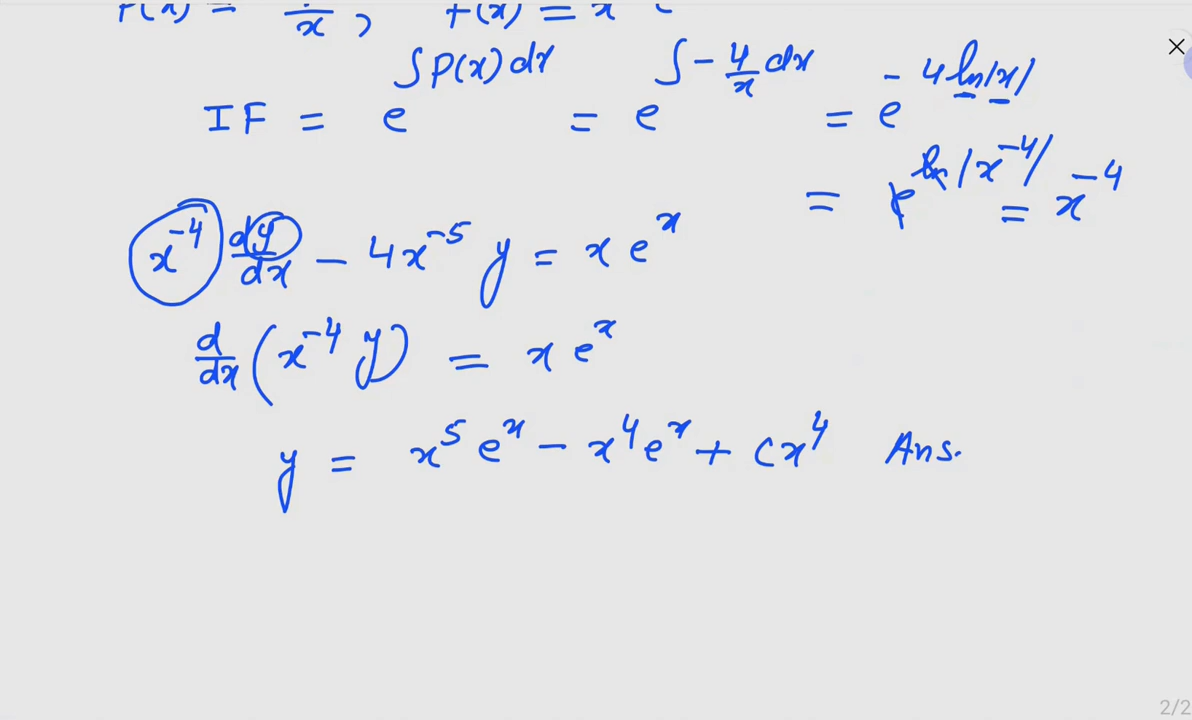 P(x) = /x, f(x) = x
∫P(x)dx ∫-4/x dx -4ln|x|
IF = e = e = e
= e^ln|x^-4| = x^-4
x^-4 dy/dx - 4x^-5 y = x e^x
d/dx (x^-4 y) = x e^x
y = x^5 e^x - x^4 e^x + cx^4 Ans.
2/2